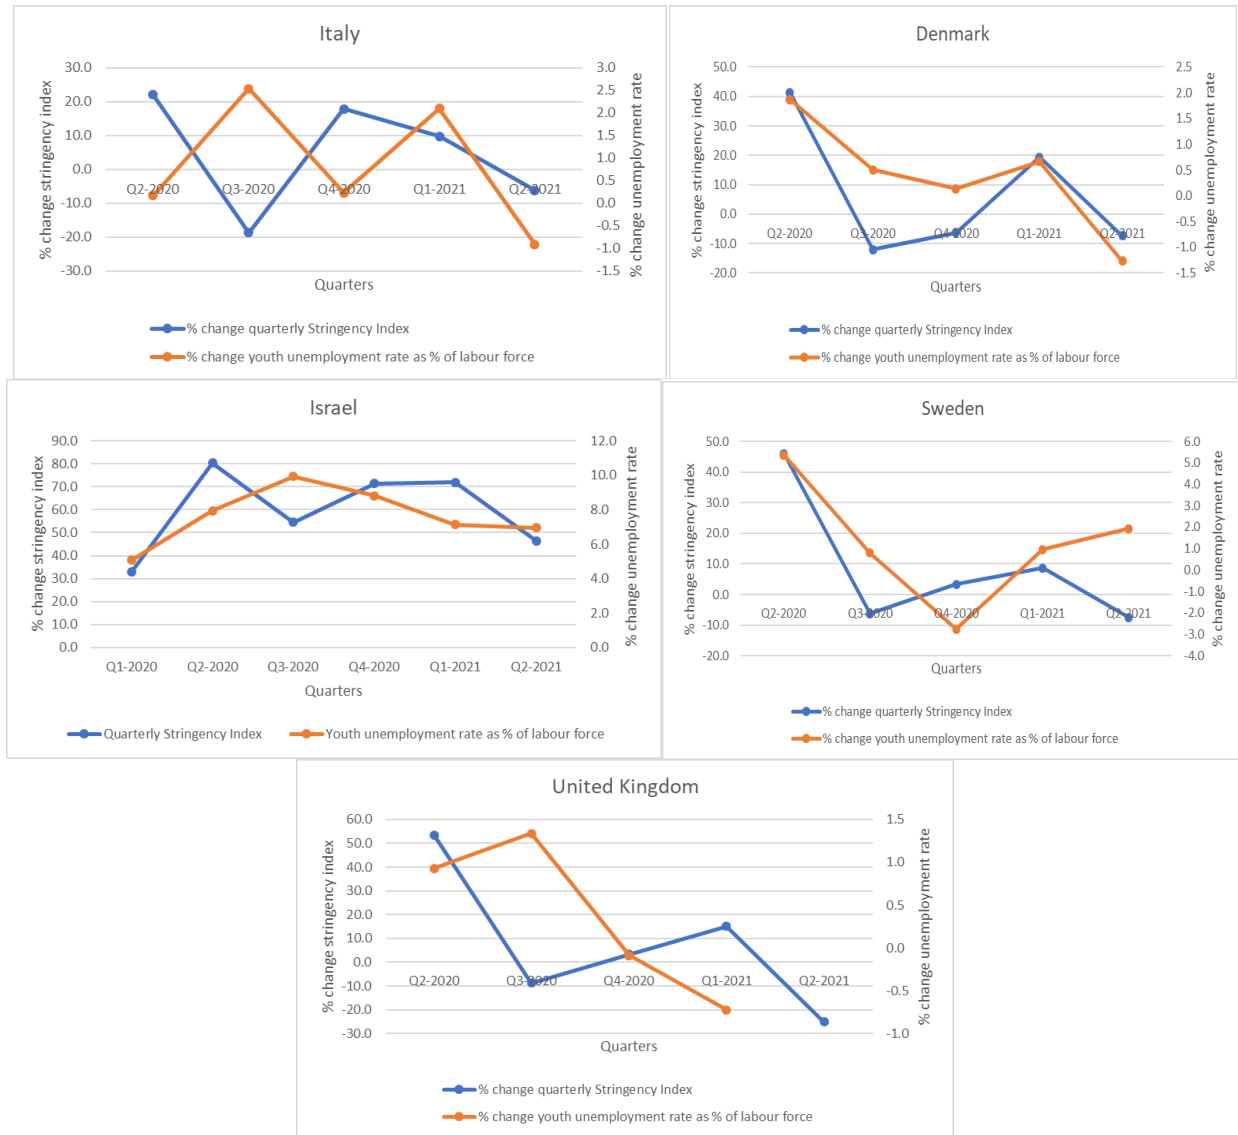 Italy
% change stringency index
30.0
20.0
10.0
0.0
-10.0
-20.0
-30.0
Q2-2020 Q3-2020 Q4-2020 Q1-2021 Q2-2021
3.0
2.5
2.0
1.5
1.0
0.5
0.0
-0.5
-1.0
-1.5
% change unemployment rate
Quarters
% change quarterly Stringency Index
% change youth unemployment rate as % of labour force
Denmark
% change stringency index
50.0
40.0
30.0
20.0
10.0
0.0
-10.0
-20.0
Q2-2020 Q3-2020 Q4-2020 Q1-2021 Q2-2021
2.5
2.0
1.5
1.0
0.5
0.0
-0.5
-1.0
-1.5
% change unemployment rate
Quarters
% change quarterly Stringency Index
% change youth unemployment rate as % of labour force
Israel
% change stringency index
90.0
80.0
70.0
60.0
50.0
40.0
30.0
20.0
10.0
0.0
Q1-2020 Q2-2020 Q3-2020 Q4-2020 Q1-2021 Q2-2021
12.0
10.0
8.0
6.0
4.0
2.0
0.0
% change unemployment rate
Quarters
Quarterly Stringency Index Youth unemployment rate as % of labour force
Sweden
% change stringency index
50.0
40.0
30.0
20.0
10.0
0.0
-10.0
-20.0
Q2-2020 Q3-2020 Q4-2020 Q1-2021 Q2-2021
6.0
5.0
4.0
3.0
2.0
1.0
0.0
-1.0
-2.0
-3.0
-4.0
% change unemployment rate
Quarters
% change quarterly Stringency Index
% change youth unemployment rate as % of labour force
United Kingdom
% change stringency index
60.0
50.0
40.0
30.0
20.0
10.0
0.0
-10.0
-20.0
-30.0
Q2-2020 Q3-2020 Q4-2020 Q1-2021 Q2-2021
1.5
1.0
0.5
0.0
-0.5
-1.0
% change unemployment rate
Quarters
% change quarterly Stringency Index
% change youth unemployment rate as % of labour force